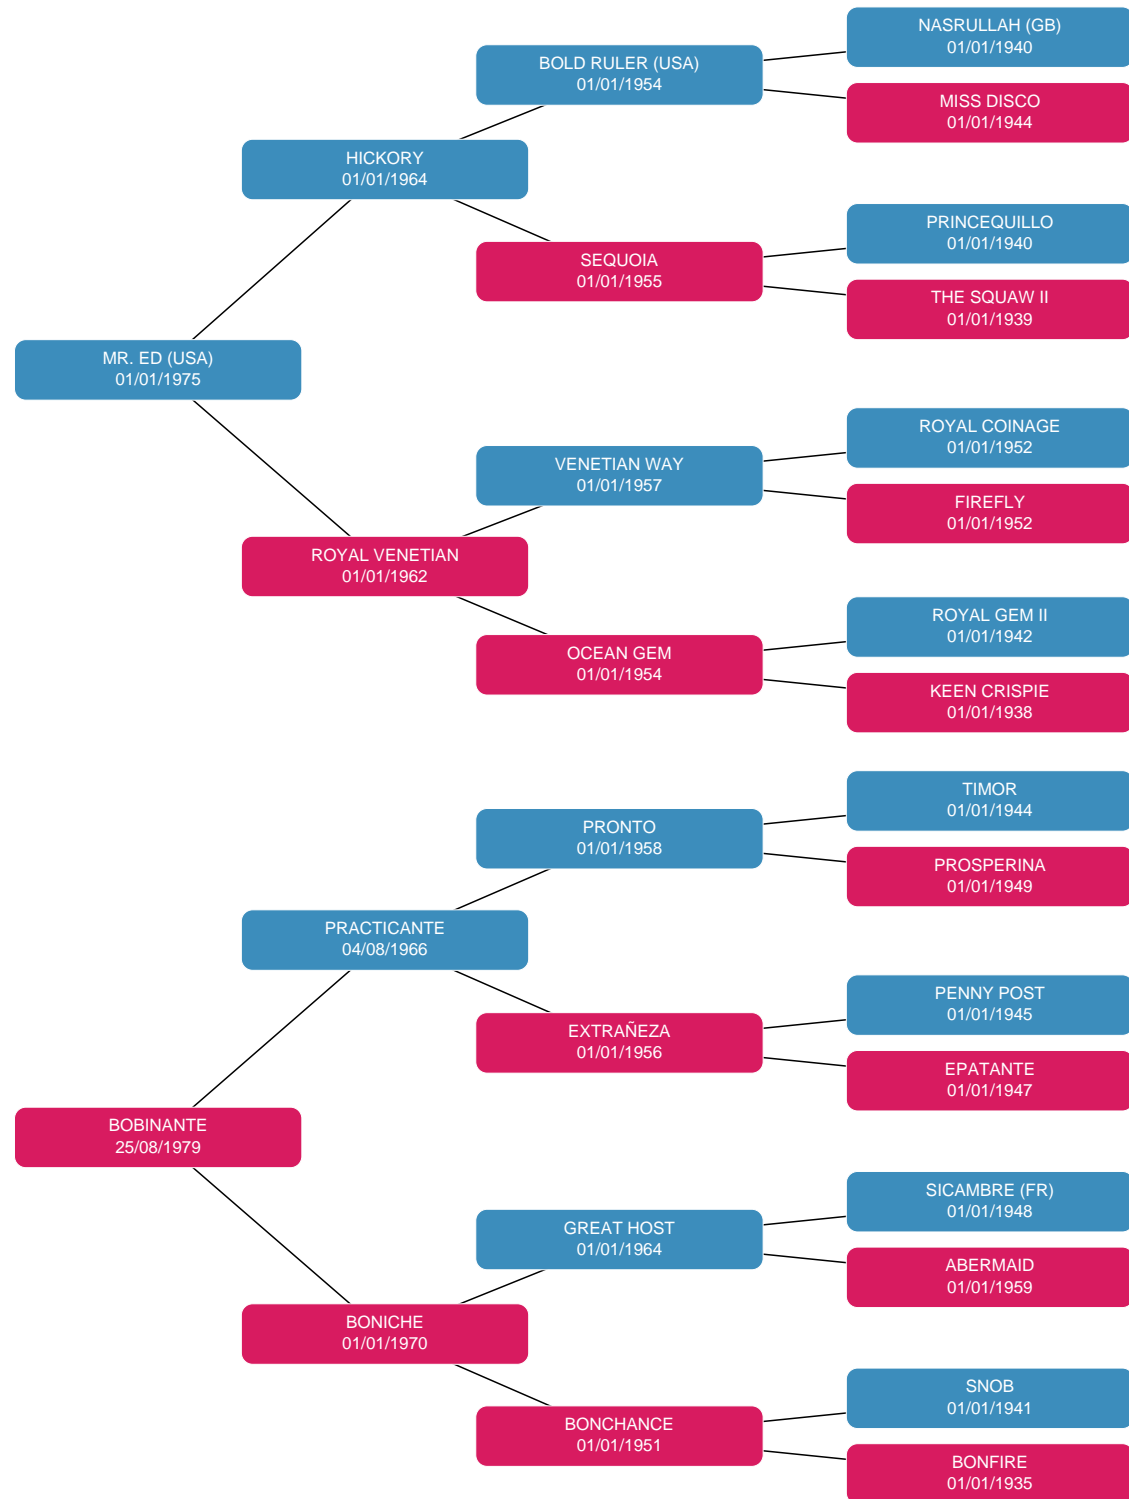 NASRULLAH (GB)
01/01/1940
BOLD RULER (USA)
01/01/1954
MISS DISCO
01/01/1944
HICKORY
01/01/1964
PRINCEQUILLO
01/01/1940
SEQUOIA
01/01/1955
THE SQUAW II
01/01/1939
MR. ED (USA)
01/01/1975
ROYAL COINAGE
01/01/1952
VENETIAN WAY
01/01/1957
FIREFLY
01/01/1952
ROYAL VENETIAN
01/01/1962
ROYAL GEM II
01/01/1942
OCEAN GEM
01/01/1954
KEEN CRISPIE
01/01/1938
TIMOR
01/01/1944
PRONTO
01/01/1958
PROSPERINA
01/01/1949
PRACTICANTE
04/08/1966
PENNY POST
01/01/1945
EXTRAÑEZA
01/01/1956
EPATANTE
01/01/1947
BOBINANTE
25/08/1979
SICAMBRE (FR)
01/01/1948
GREAT HOST
01/01/1964
ABERMAID
01/01/1959
BONICHE
01/01/1970
SNOB
01/01/1941
BONCHANCE
01/01/1951
BONFIRE
01/01/1935